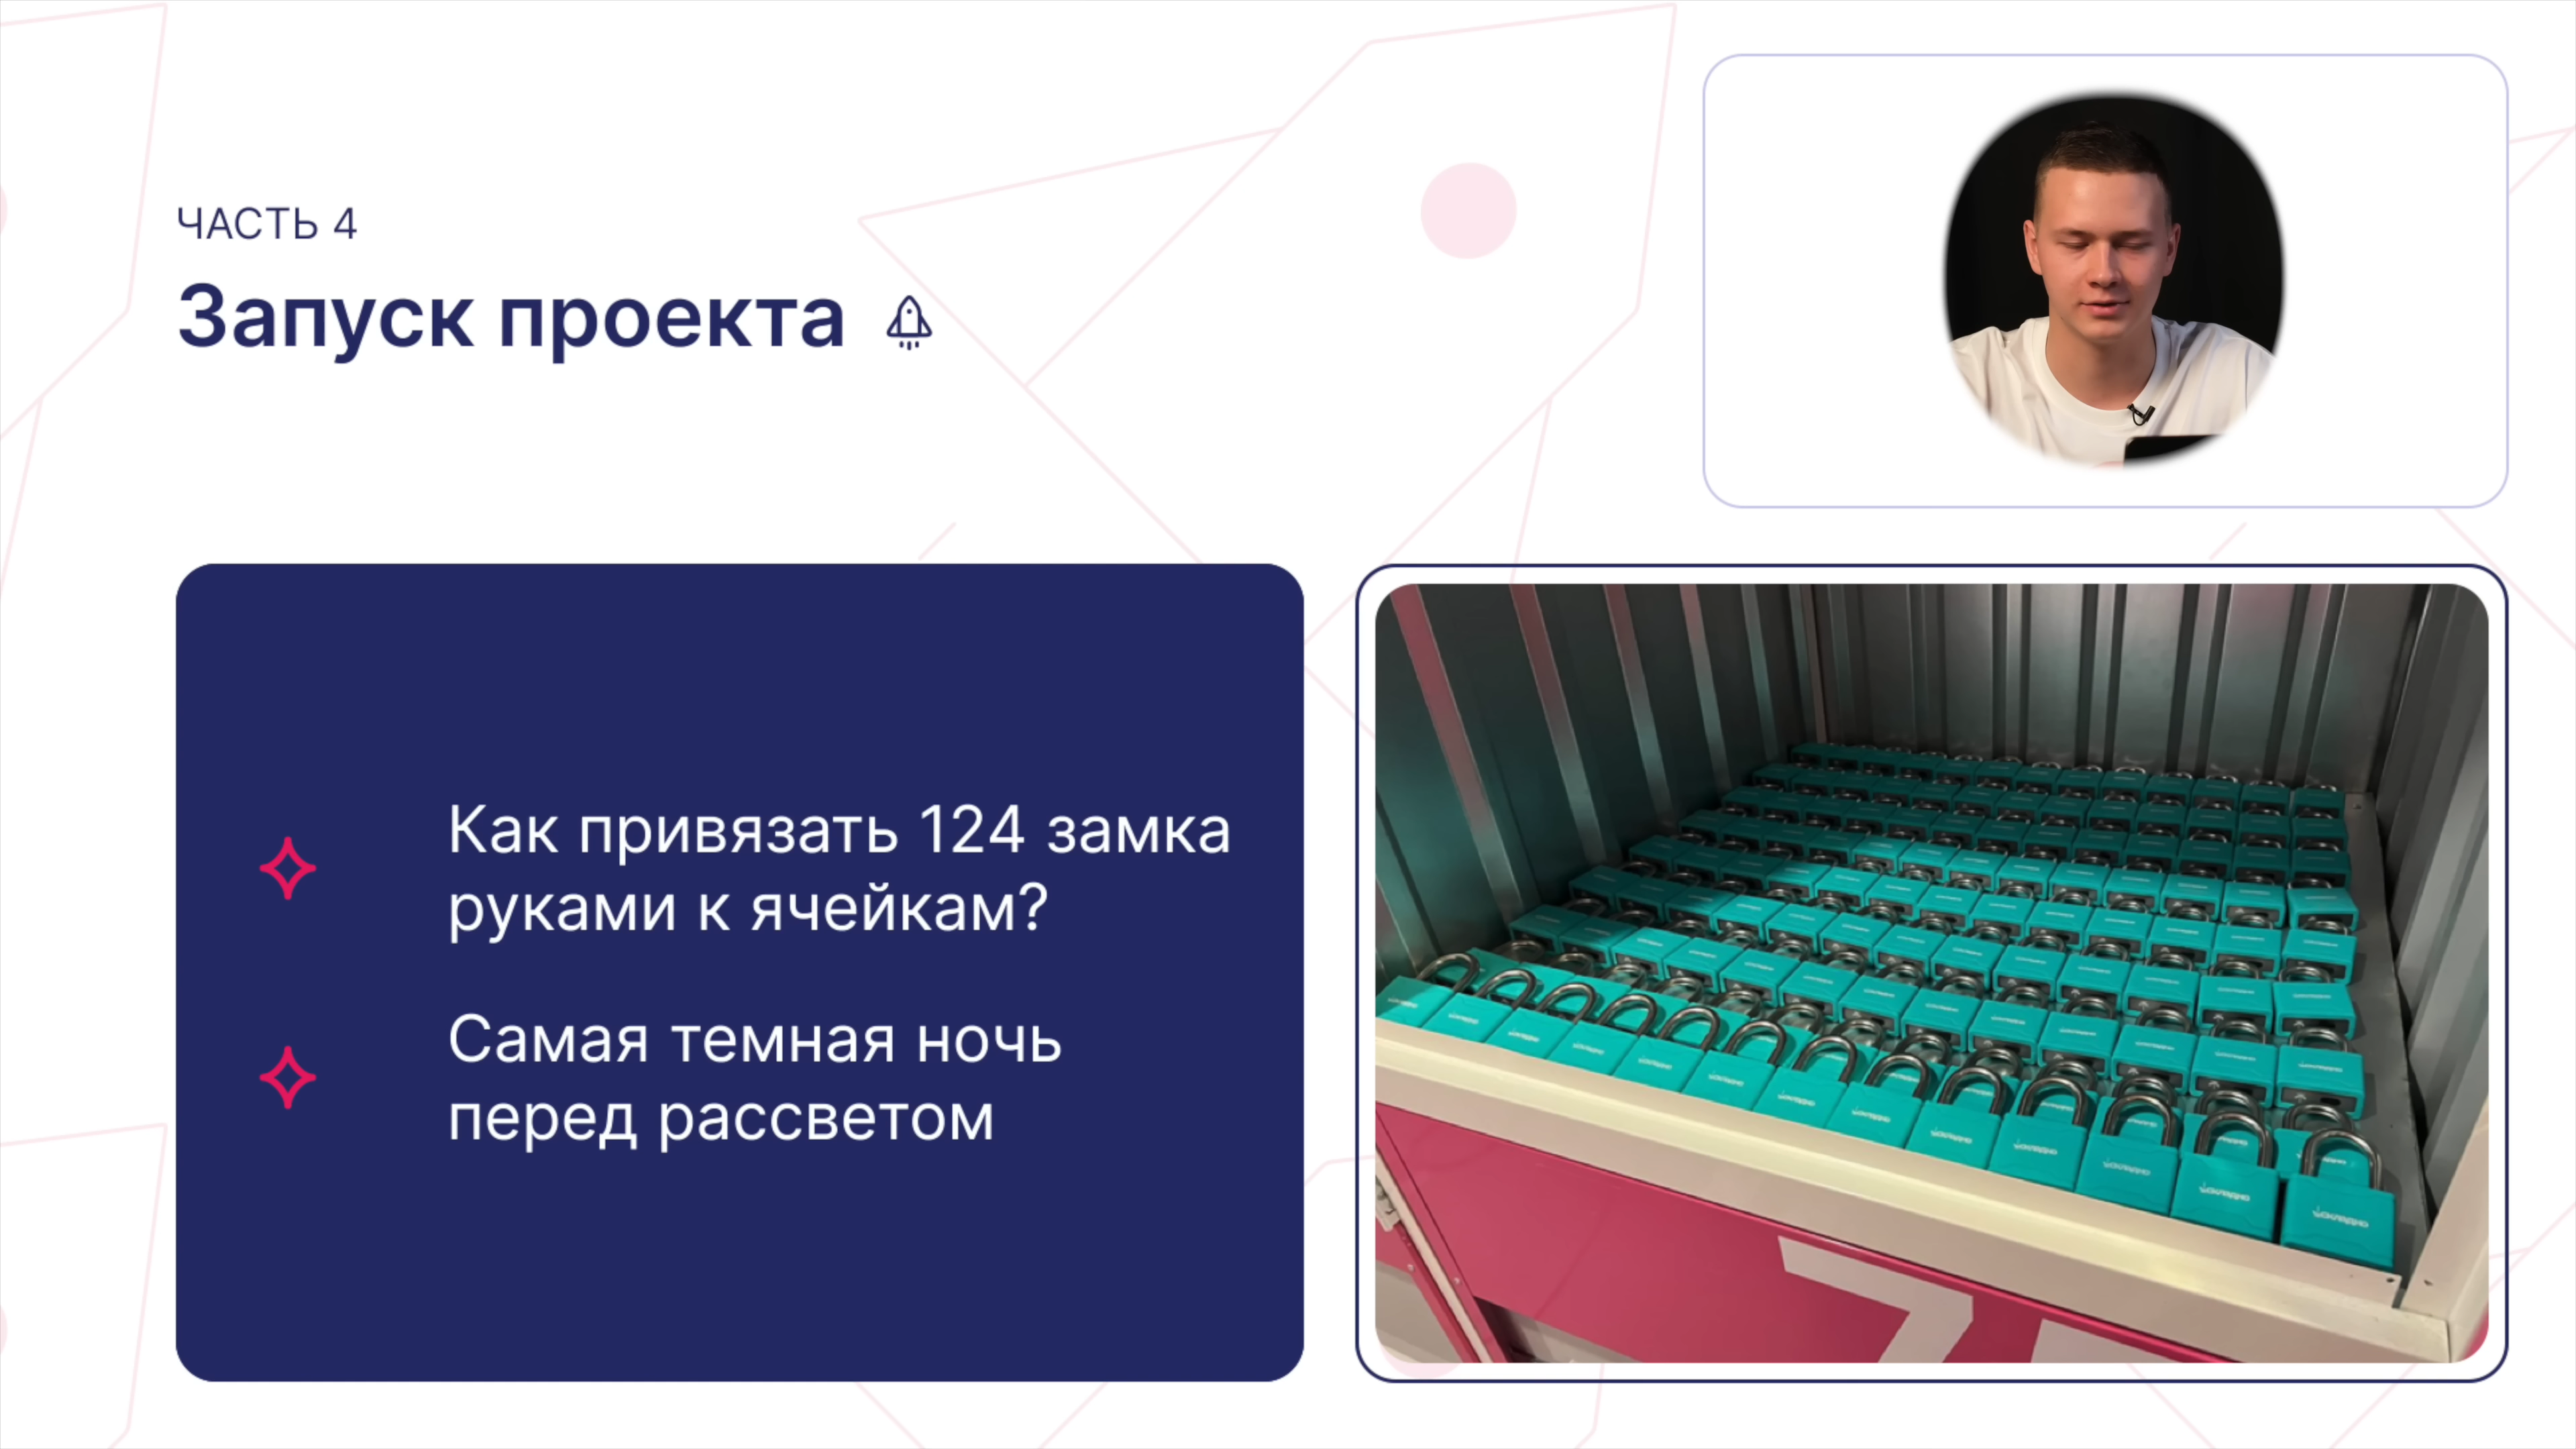 ЧАСТЬ 4
Запуск проекта
Как привязать 124 замка
руками к ячейкам?
Самая темная ночь
перед рассветом